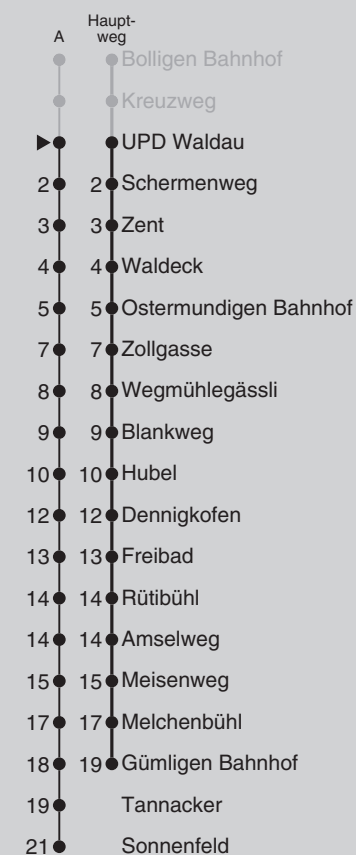 A Haupt-
weg
Bolligen Bahnhof
Kreuzweg
UPD Waldau
2 2 Schermenweg
3 3 Zent
4 4 Waldeck
5 5 Ostermundigen Bahnhof
7 7 Zollgasse
8 8 Wegmühlegässli
9 9 Blankweg
10 10 Hubel
12 12 Dennigkofen
13 13 Freibad
14 14 Rütibühl
14 14 Amselweg
15 15 Meisenweg
17 17 Melchenbühl
18 19 Gümligen Bahnhof
19 Tannacker
21 Sonnenfeld